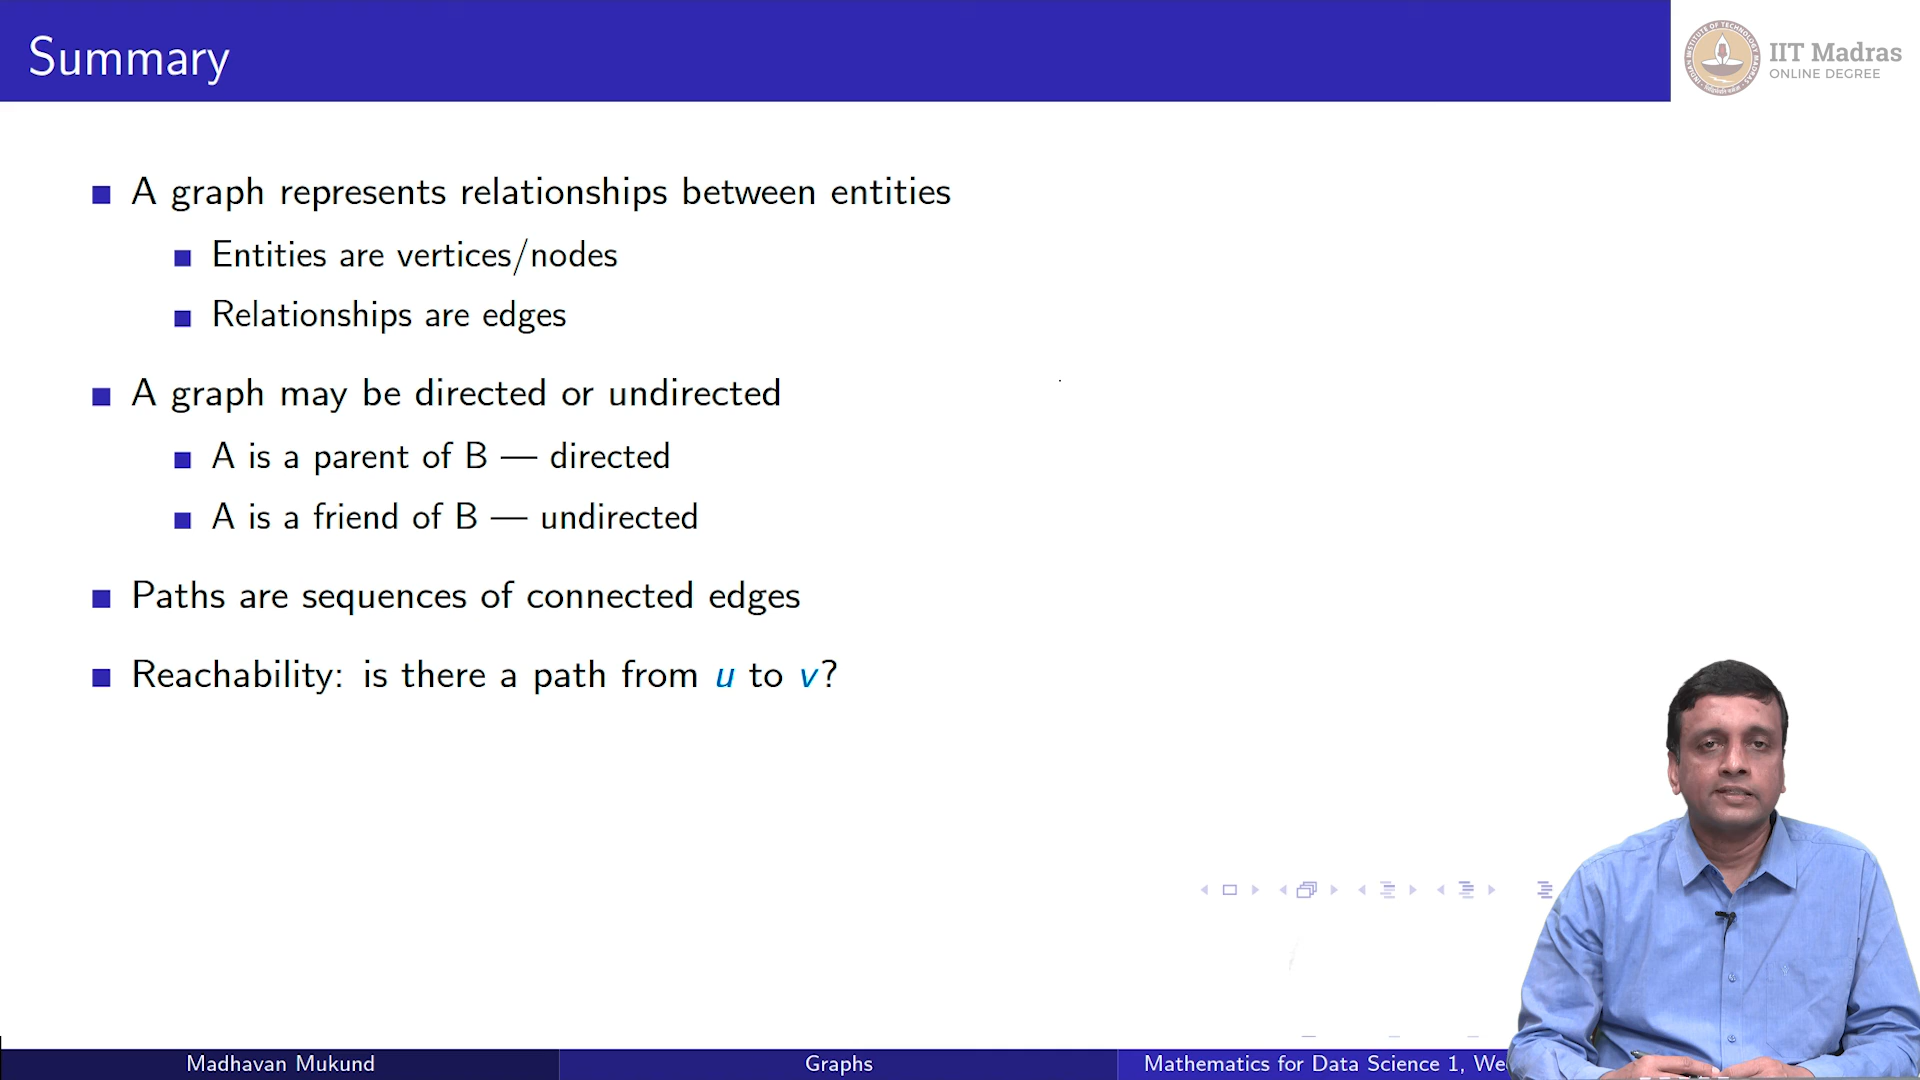 Summary
IIT Madras
ONLINE DEGREE
A graph represents relationships between entities
Entities are vertices/nodes
Relationships are edges
A graph may be directed or undirected
A is a parent of B — directed
A is a friend of B — undirected
Paths are sequences of connected edges
Reachability: is there a path from u to v?
Madhavan Mukund
Graphs
Mathematics for Data Science 1, We